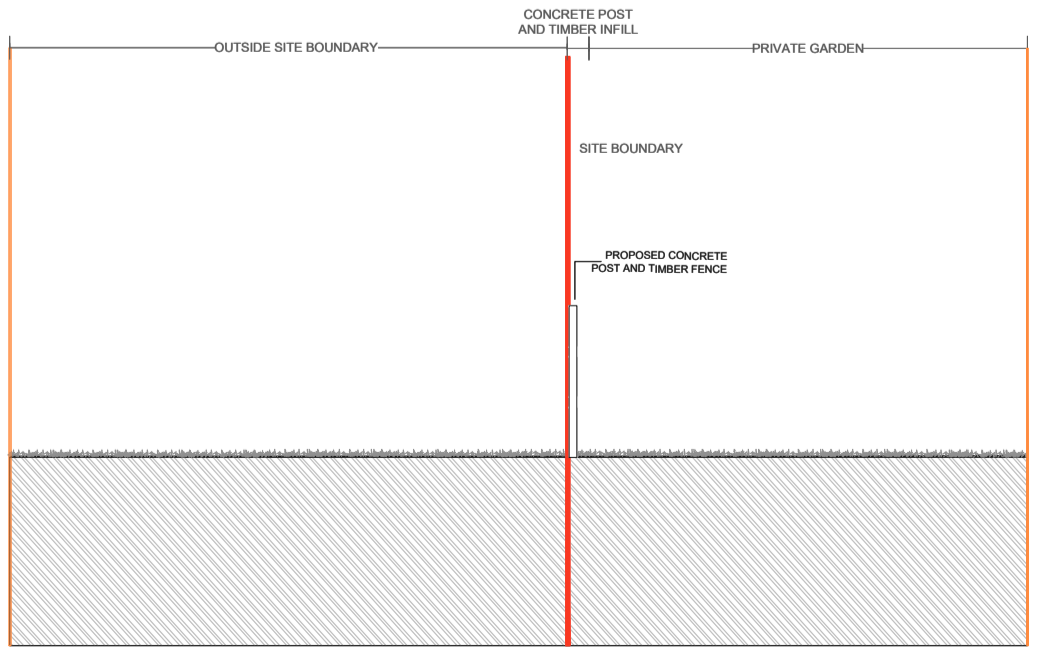 CONCRETE POST
AND TIMBER INFILL
OUTSIDE SITE BOUNDARY
PRIVATE GARDEN
SITE BOUNDARY
PROPOSED CONCRETE
POST AND TIMBER FENCE